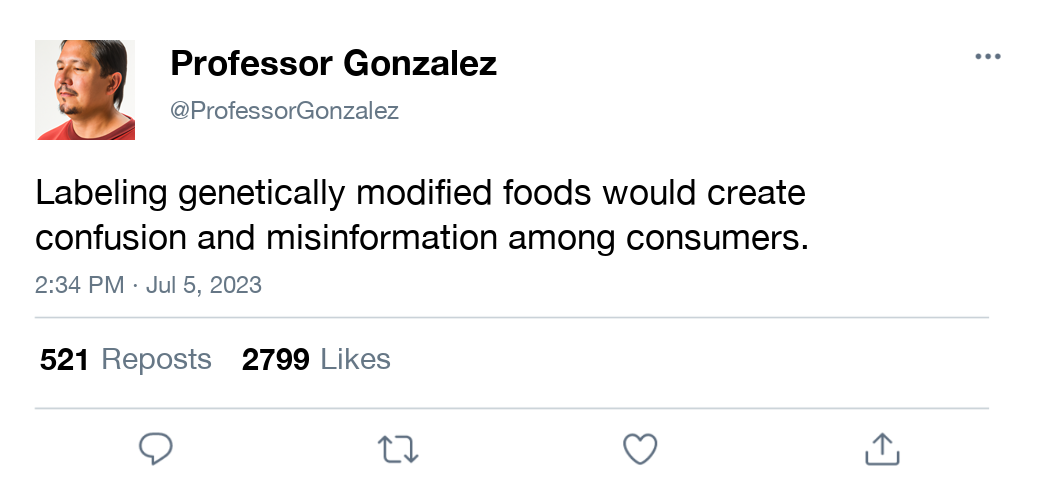 Professor Gonzalez
@ProfessorGonzalez
Labeling genetically modified foods would create
confusion and misinformation among consumers.
2:34 PM · Jul 5, 2023
521 Reposts 2799 Likes